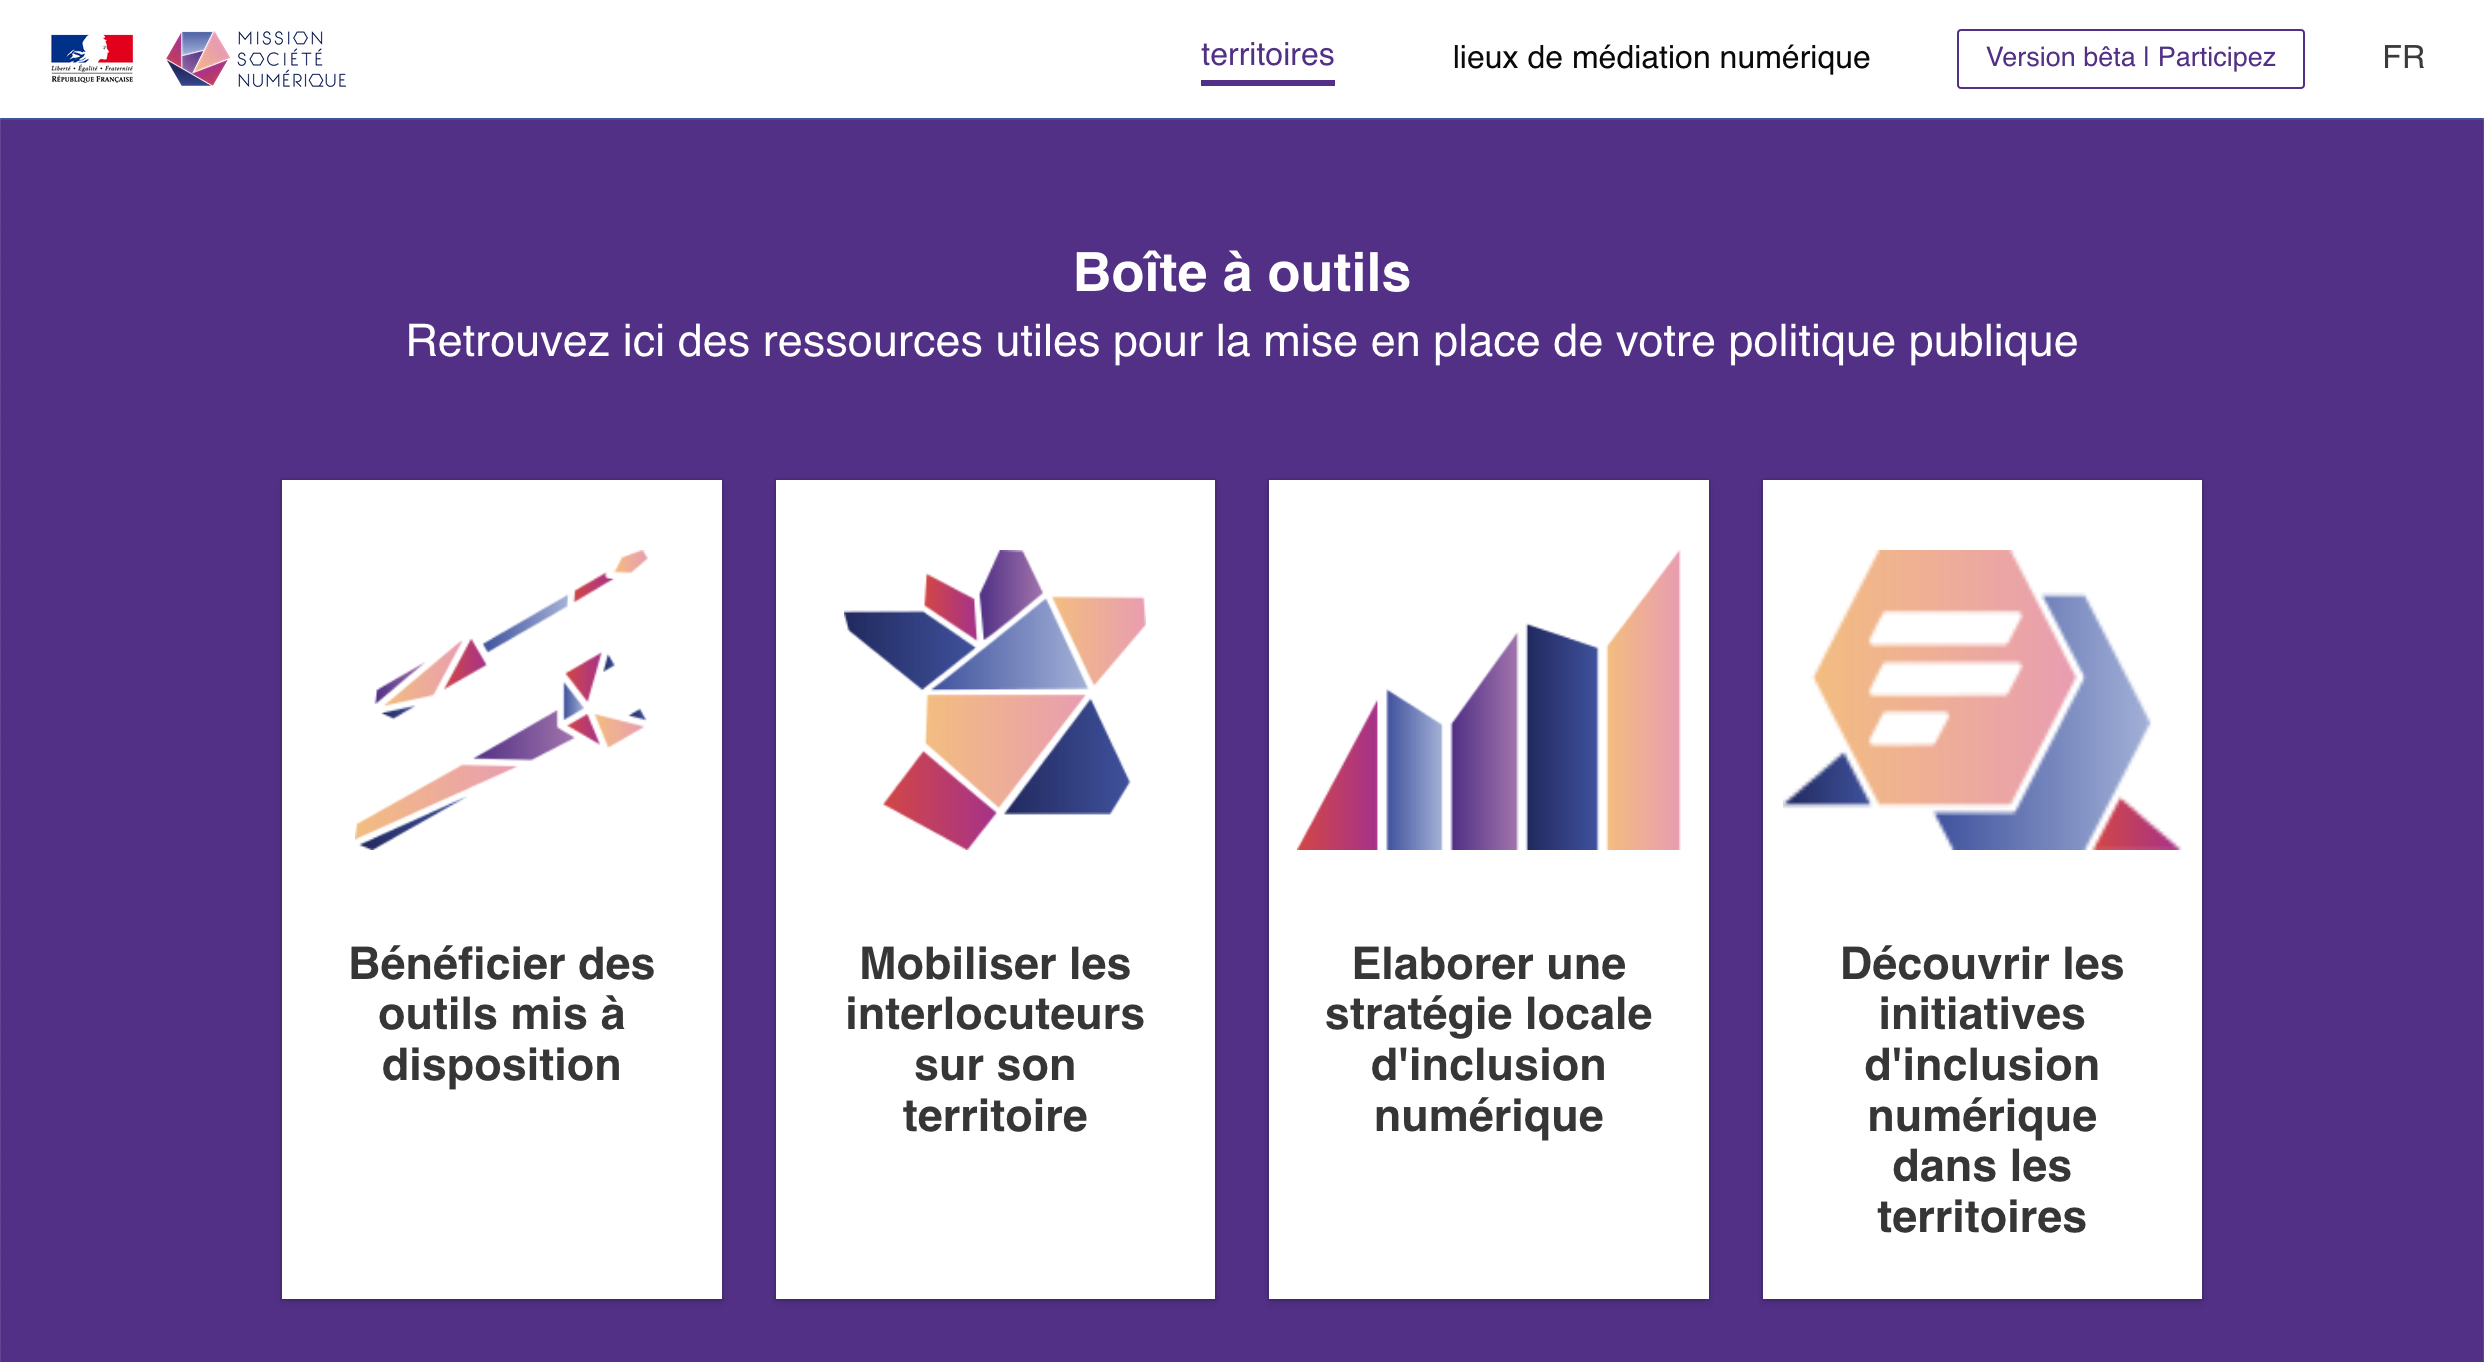 Liberté • Égalité • Fraternité
RÉPUBLIQUE FRANÇAISE
MISSION
SOCIÉTÉ
NUMÉRIQUE
territoires
lieux de médiation numérique
Version bêta | Participez
FR
Boîte à outils
Retrouvez ici des ressources utiles pour la mise en place de votre politique publique
Bénéficier des
outils mis à
disposition
Mobiliser les
interlocuteurs
sur son
territoire
Elaborer une
stratégie locale
d'inclusion
numérique
Découvrir les
initiatives
d'inclusion
numérique
dans les
territoires